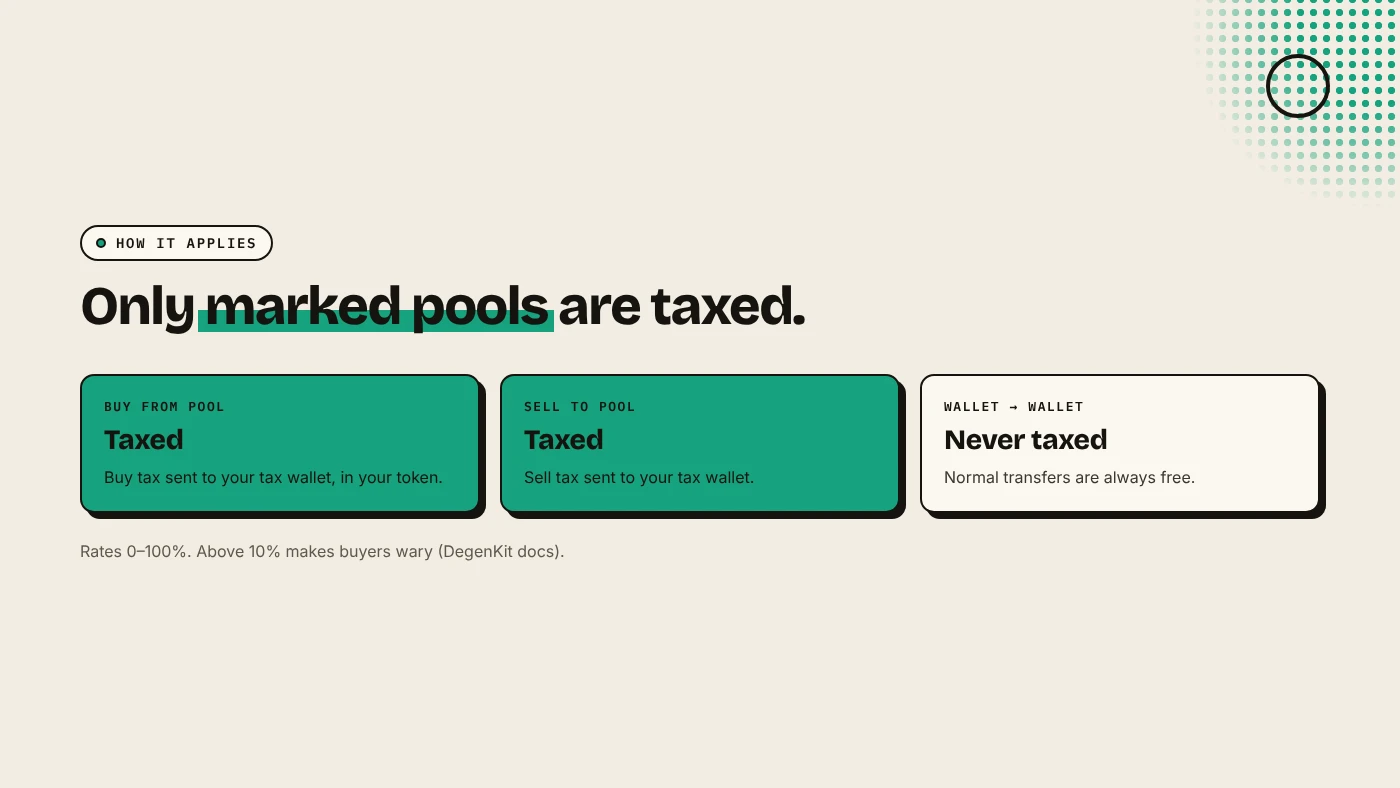 HOW IT APPLIES
Only marked pools are taxed.
BUY FROM POOL
Taxed
Buy tax sent to your tax wallet, in your token.
SELL TO POOL
Taxed
Sell tax sent to your tax wallet.
WALLET → WALLET
Never taxed
Normal transfers are always free.
Rates 0–100%. Above 10% makes buyers wary (DegenKit docs).